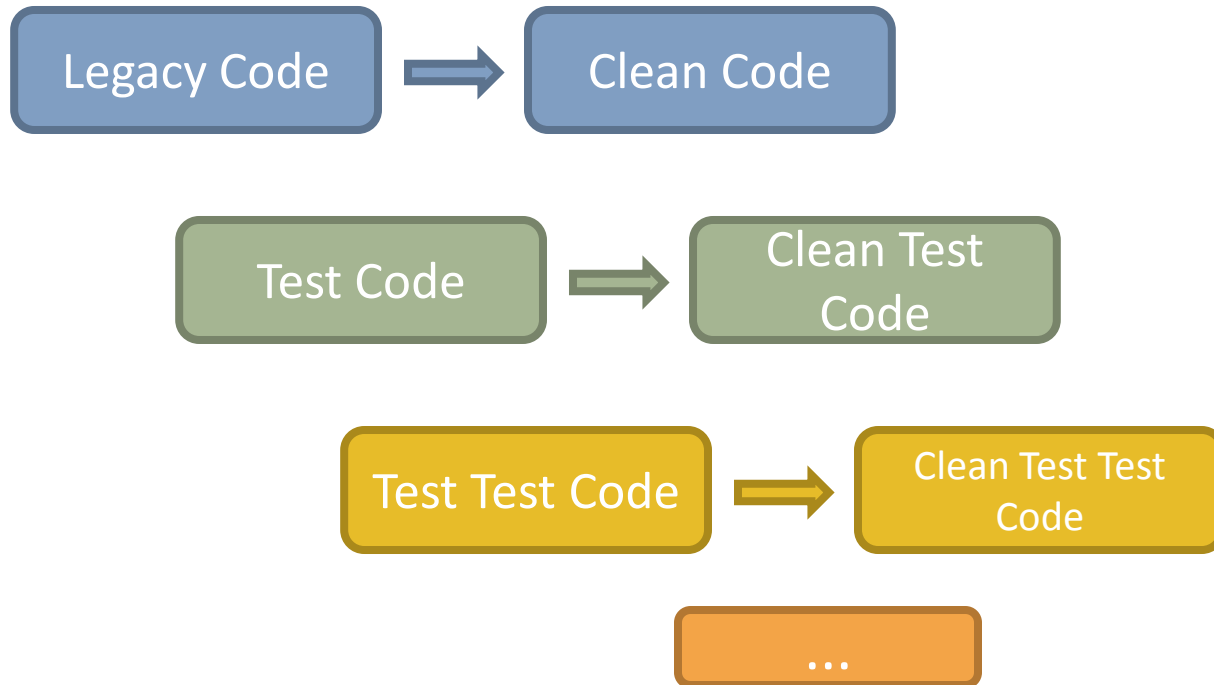 Legacy Code
Clean Code
Test Code
Clean Test
Code
Test Test Code
Clean Test Test
Code
...